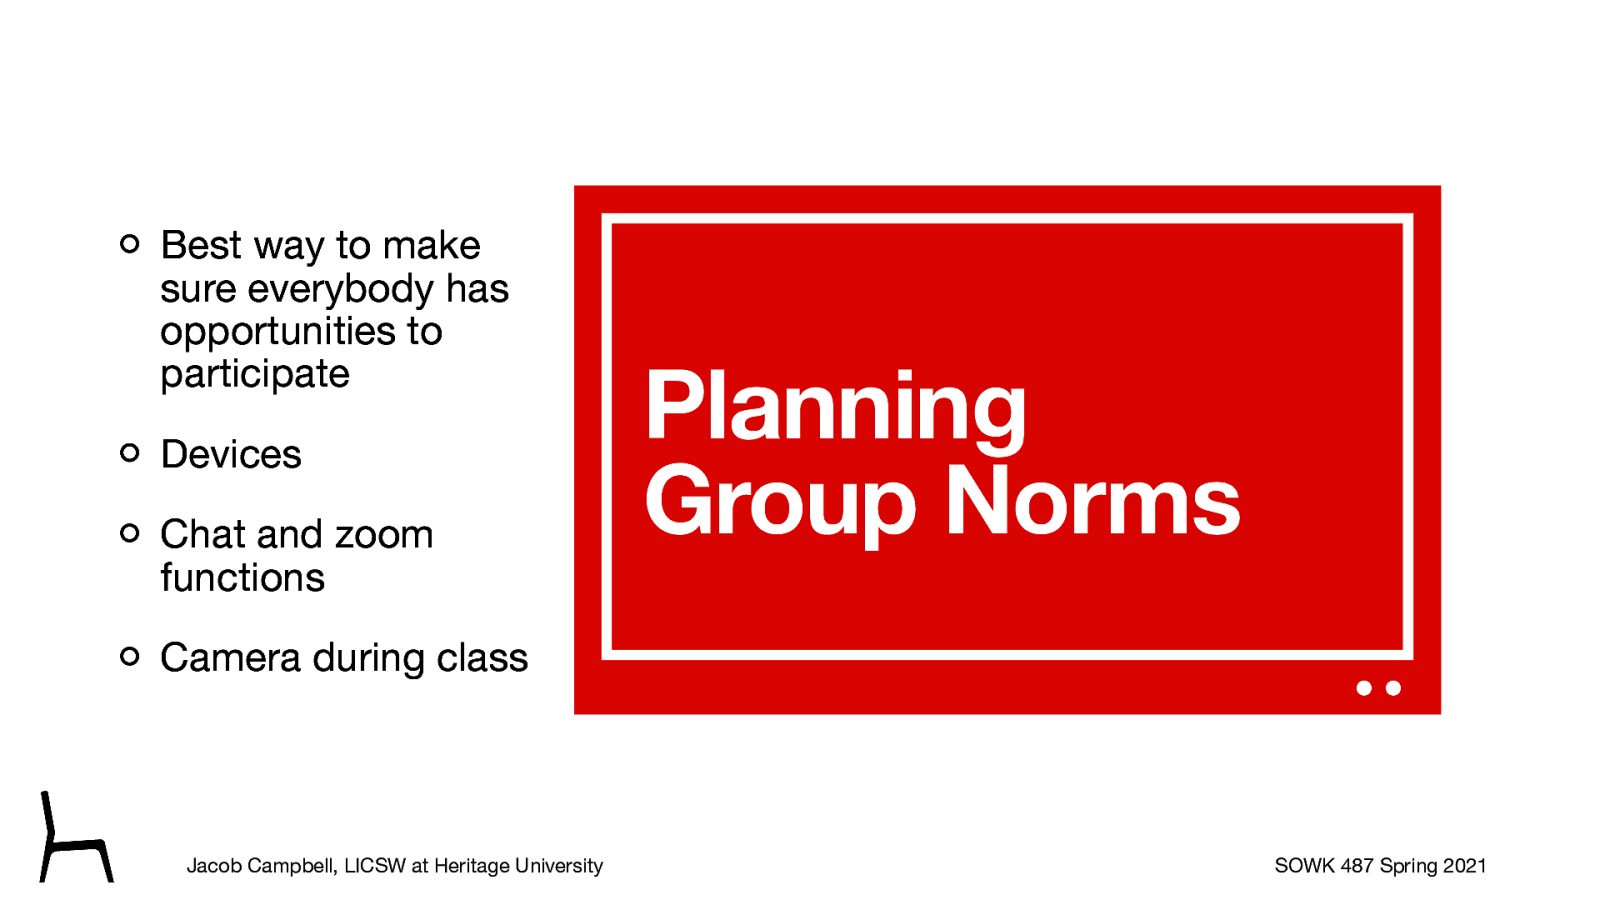 Best way to make
sure everybody has
opportunities to
participate
Devices
Chat and zoom
functions
Camera during class
Planning
Group Norms
Jacob Campbell, LICSW at Heritage University
SOWK 487 Spring 2021